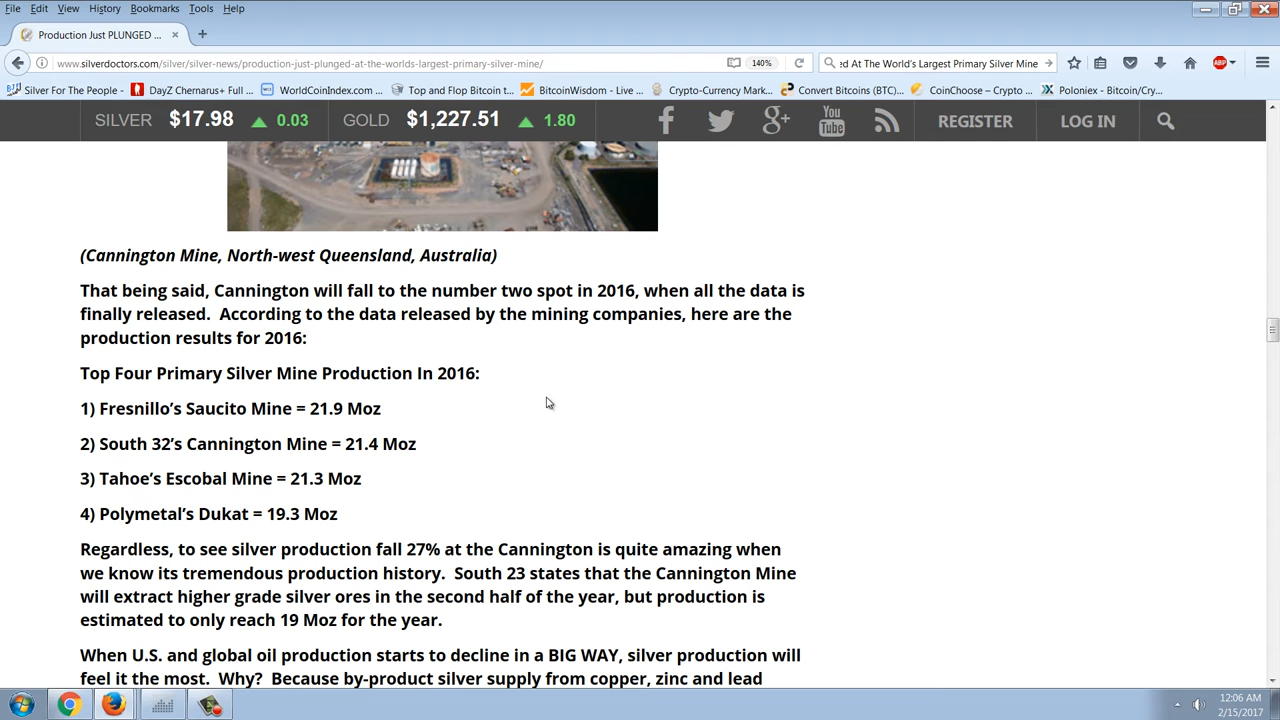 File Edit View History Bookmarks Tools Help
Production Just PLUNGED ...
www.silverdoctors.com/silver/silver-news/production-just-plunged-at-the-worlds-largest-primary-silver-mine/ 140% :d At The World's Largest Primary Silver Mine ABP
Silver For The People - DayZ Chernarus+ Full ... WorldCoinIndex.com ... Top and Flop Bitcoin t... BitcoinWisdom - Live ... Crypto-Currency Mark... Convert Bitcoins (BTC)... CoinChoose – Crypto ... Poloniex - Bitcoin/Cry...
SILVER $17.98 0.03 GOLD $1,227.51 1.80 You Tube REGISTER LOG IN
(Cannington Mine, North-west Queensland, Australia)
That being said, Cannington will fall to the number two spot in 2016, when all the data is
finally released.  According to the data released by the mining companies, here are the
production results for 2016:
Top Four Primary Silver Mine Production In 2016:
1) Fresnillo’s Saucito Mine = 21.9 Moz
2) South 32’s Cannington Mine = 21.4 Moz
3) Tahoe’s Escobal Mine = 21.3 Moz
4) Polymetal’s Dukat = 19.3 Moz
Regardless, to see silver production fall 27% at the Cannington is quite amazing when
we know its tremendous production history.  South 23 states that the Cannington Mine
will extract higher grade silver ores in the second half of the year, but production is
estimated to only reach 19 Moz for the year.
When U.S. and global oil production starts to decline in a BIG WAY, silver production will
feel it the most.  Why?  Because by-product silver supply from copper, zinc and lead
12:06 AM
2/15/2017